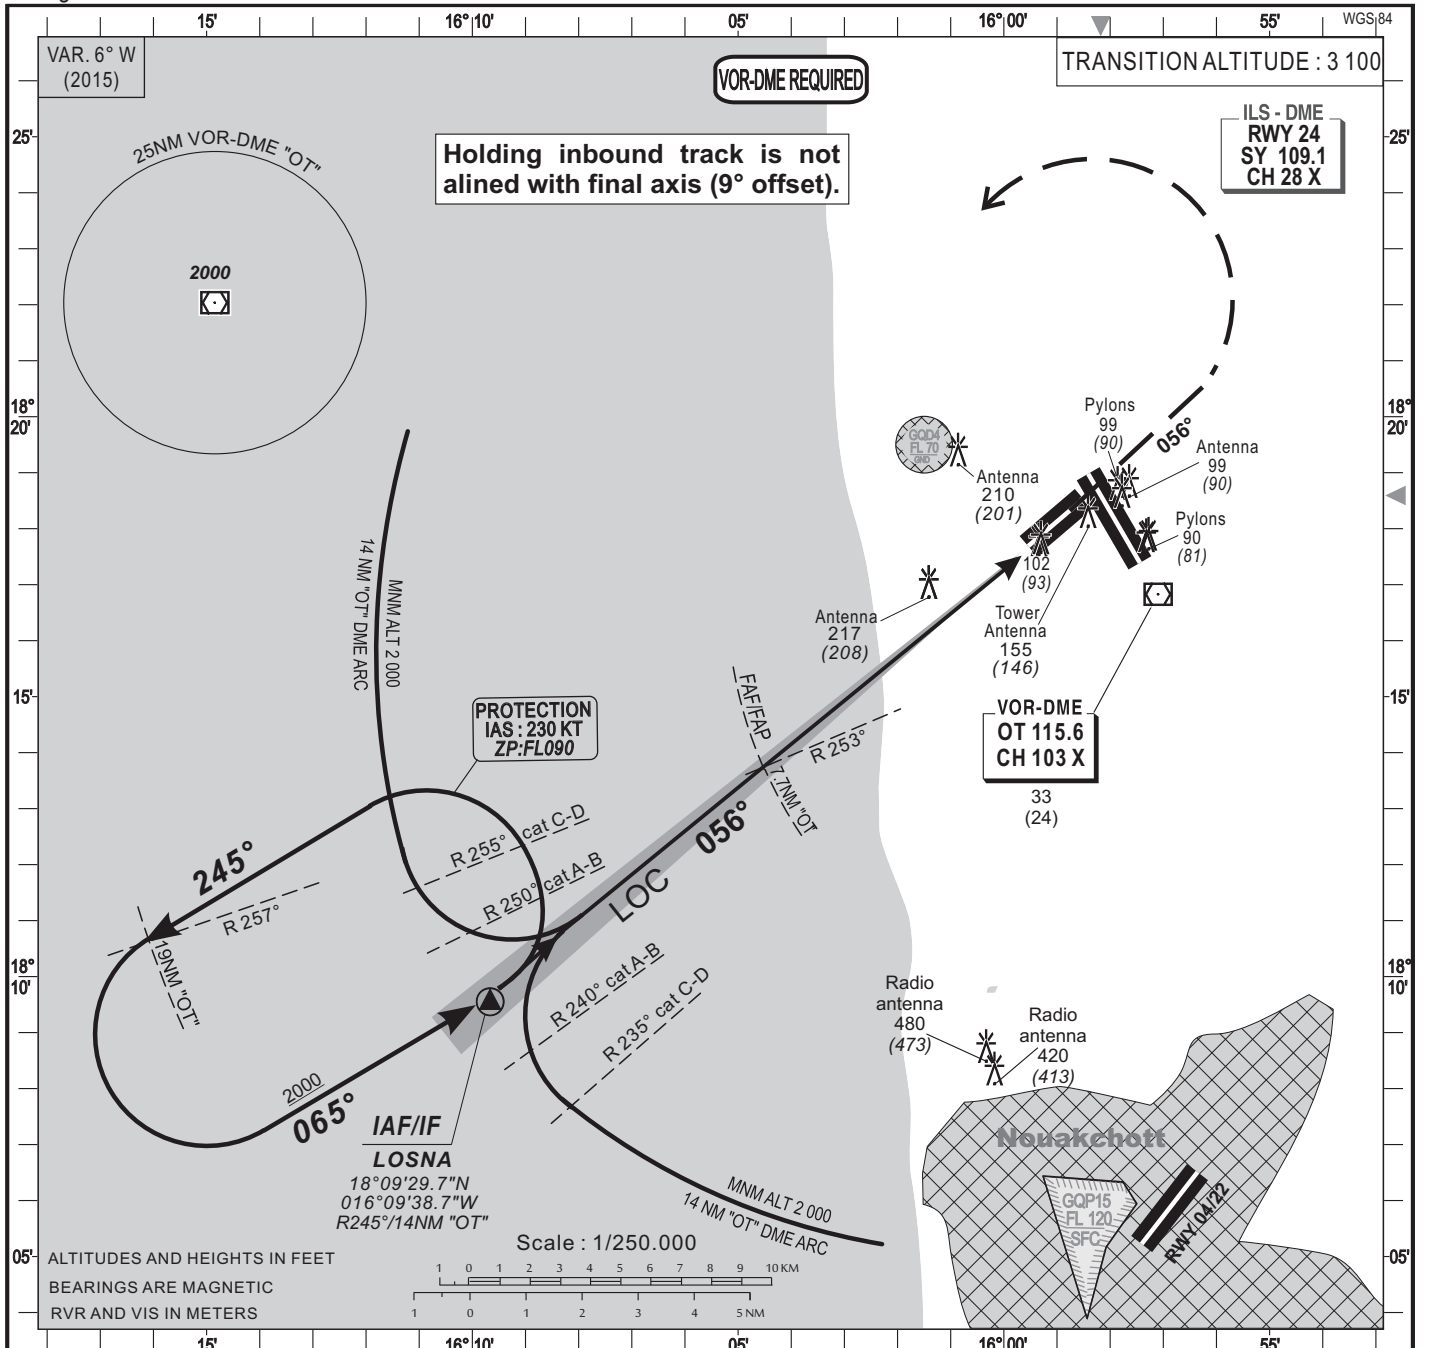 15'
16°10'
05'
16°00'
55'
WGS 84
VAR. 6° W
(2015)
VOR-DME REQUIRED
TRANSITION ALTITUDE : 3 100
25'
25'
25NM VOR-DME "OT"
2000
Holding inbound track is not
alined with final axis (9° offset).
ILS - DME
RWY 24
SY 109.1
CH 28 X
18°
20'
18°
20'
GQD4
FL 70
GND
Antenna
210
(201)
Pylons
99
(90)
056°
Antenna
99
(90)
Pylons
90
(81)
102
(93)
Tower
Antenna
155
(146)
Antenna
217
(208)
14 NM "OT" DME ARC
MNM ALT 2 000
15'
15'
PROTECTION
IAS : 230 KT
ZP:FL090
FAF/FAP
7.7NM "OT
R 253°
VOR-DME
OT 115.6
CH 103 X
33
(24)
245°
R 257°
19NM "OT"
R 255° cat C-D
R 250° cat A-B
LOC
056°
R 240° cat A-B
R 235° cat C-D
18°
10'
18°
10'
Radio
antenna
480
(473)
Radio
antenna
420
(413)
2000
065°
IAF/IF
LOSNA
18°09'29.7"N
016°09'38.7"W
R245°/14NM "OT"
MNM ALT 2 000
14 NM "OT" DME ARC
Nouakchott
GQP15
FL 120
SFC
RWY 04/22
05'
05'
ALTITUDES AND HEIGHTS IN FEET
BEARINGS ARE MAGNETIC
RVR AND VIS IN METERS
Scale : 1/250.000
1 0 1 2 3 4 5 6 7 8 9 10 KM
1 0 1 2 3 4 5 NM
15'
16°10'
05'
16°00'
55'